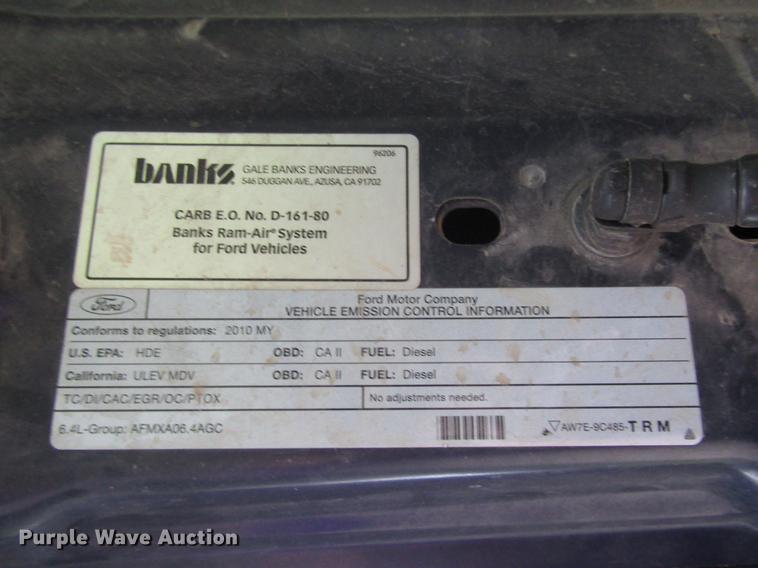 96206
banks GALE BANKS ENGINEERING
546 DUGGAN AVE., AZUSA, CA 91702
CARB E.O. No. D-161-80
Banks Ram-Air® System
for Ford Vehicles
Ford
Ford Motor Company
VEHICLE EMISSION CONTROL INFORMATION
Conforms to regulations: 2010 MY
U.S. EPA: HDE OBD: CA II FUEL: Diesel
California: ULEV MDV OBD: CA II FUEL: Diesel
TC/DI/CAC/EGR/OC/PTOX No adjustments needed.
6.4L-Group: AFMXA06.4AGC AW7E-9C485-TRM
Purple Wave Auction